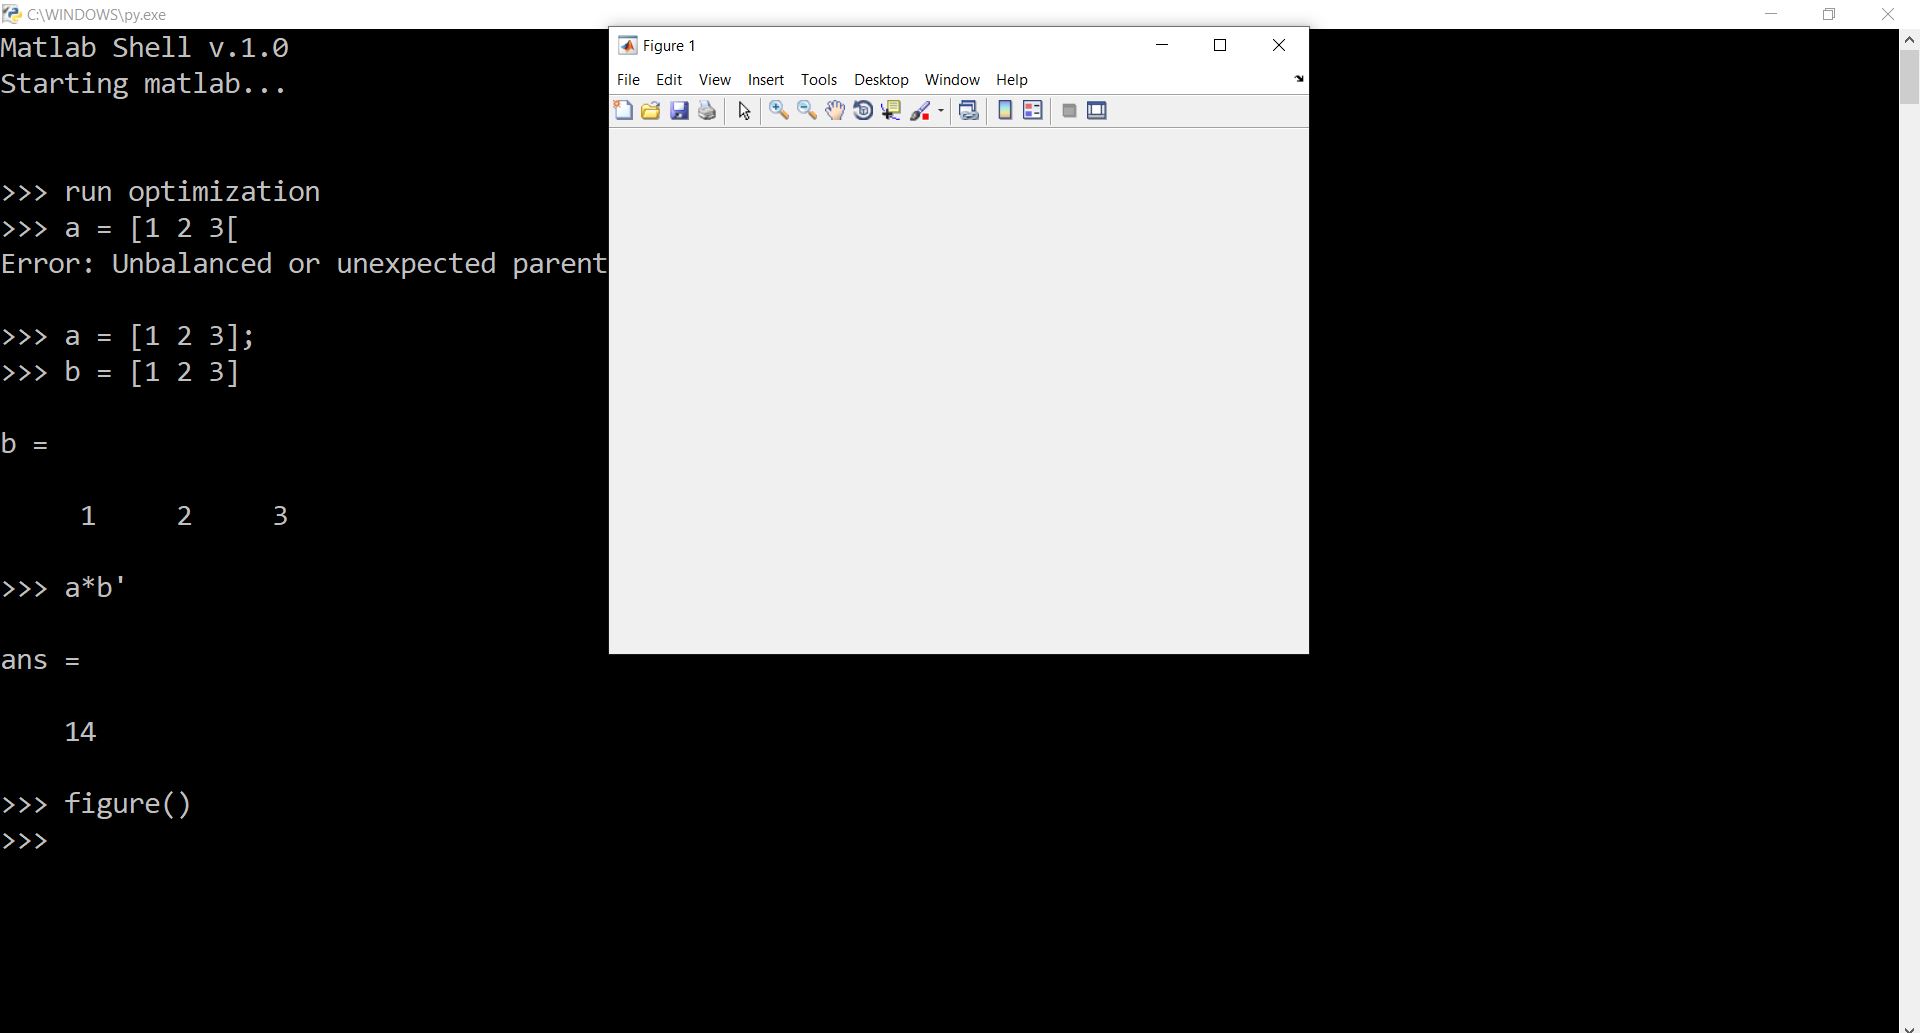 C:\WINDOWS\py.exe
Matlab Shell v.1.0
Starting matlab...
>>> run optimization
>>> a = [1 2 3[
Error: Unbalanced or unexpected parent
>>> a = [1 2 3];
>>> b = [1 2 3]
b =
1 2 3
>>> a*b'
ans =
14
>>> figure()
>>>
Figure 1
File Edit View Insert Tools Desktop Window Help